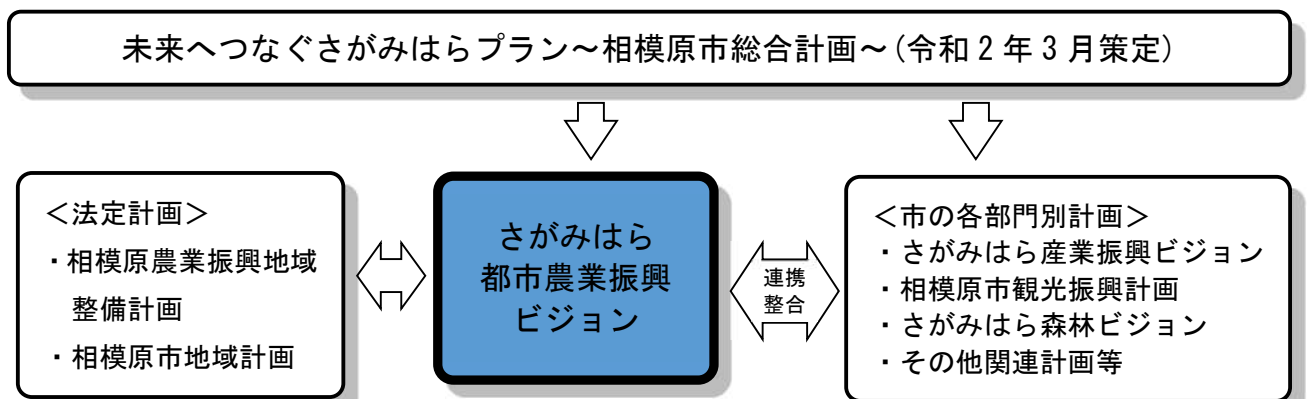 未来へつなぐさがみはらプラン~相模原市総合計画~(令和2年3月策定)
<法定計画>
・相模原農業振興地域
整備計画
・相模原市地域計画
さがみはら
都市農業振興
ビジョン
連携
整合
<市の各部門別計画>
・さがみはら産業振興ビジョン
・相模原市観光振興計画
・さがみはら森林ビジョン
・その他関連計画等